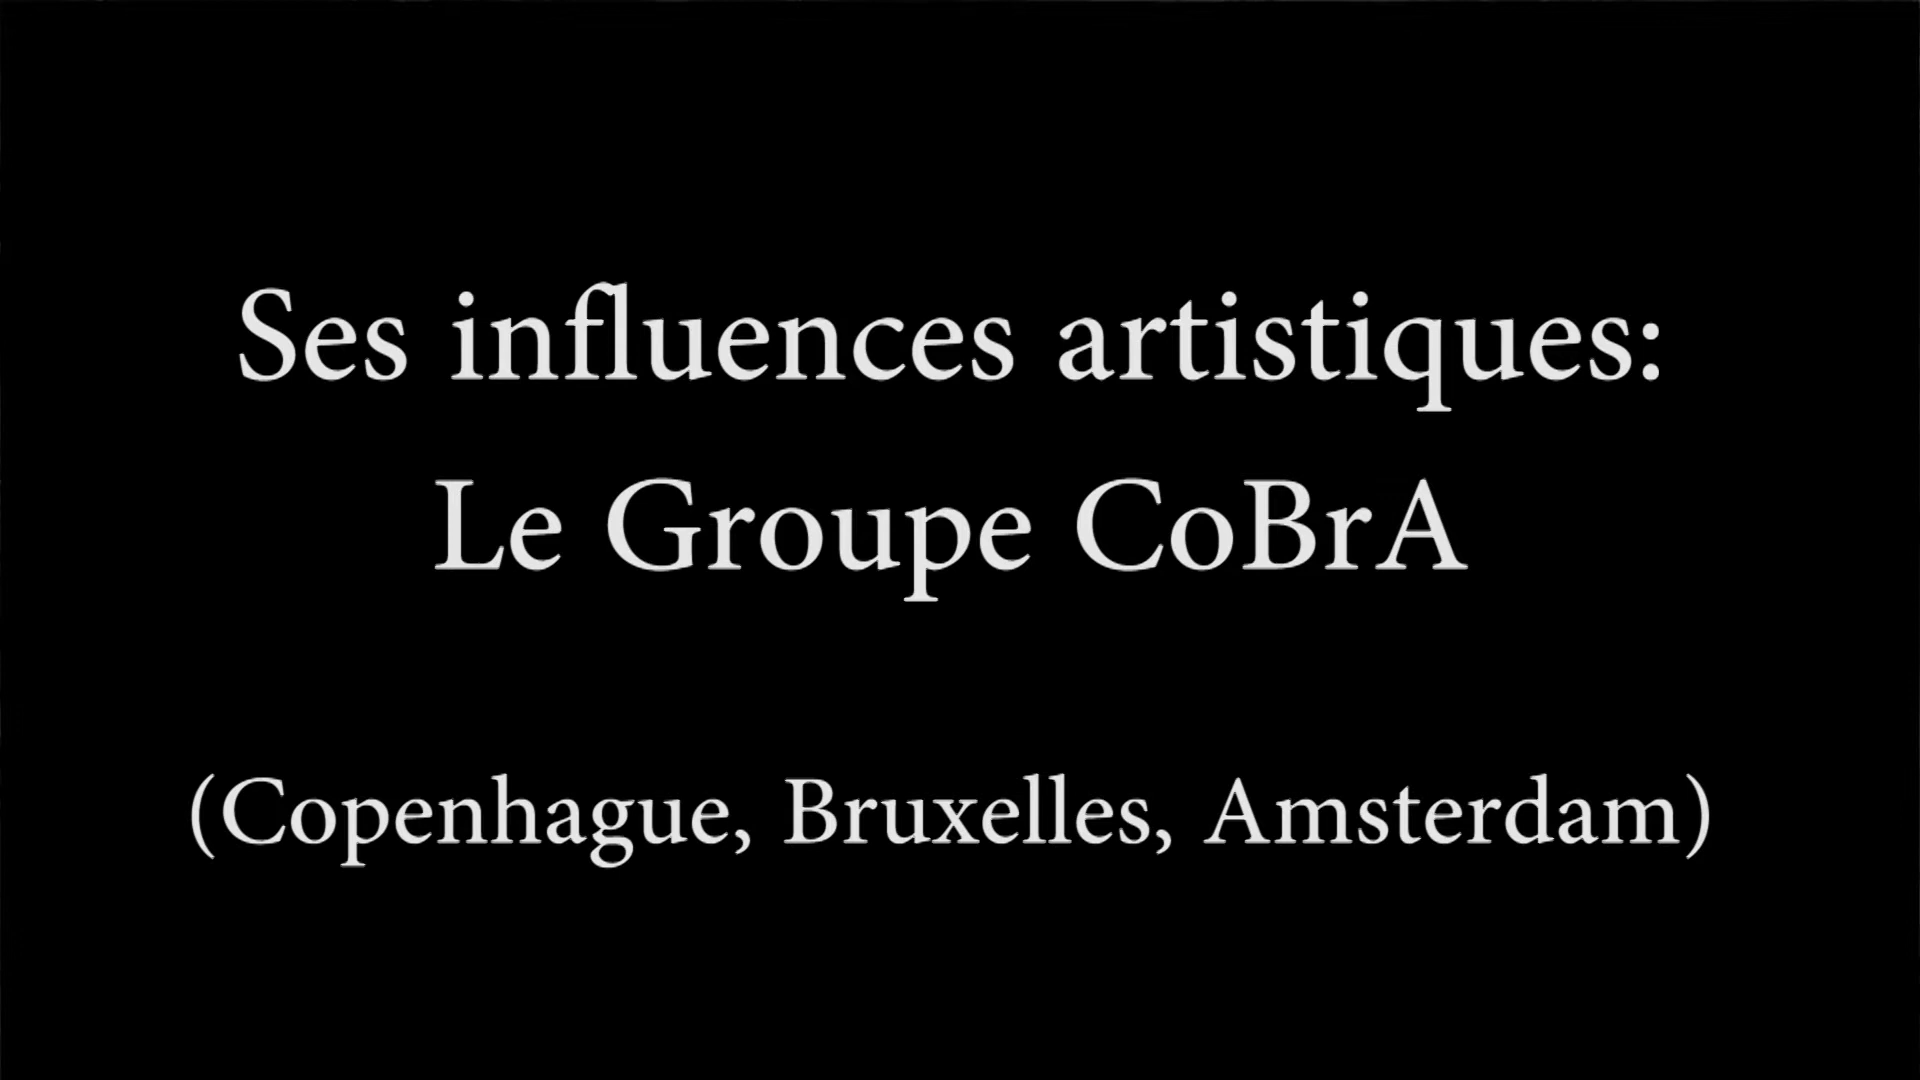 Ses influences artistiques:
Le Groupe CoBrA
(Copenhague, Bruxelles, Amsterdam)